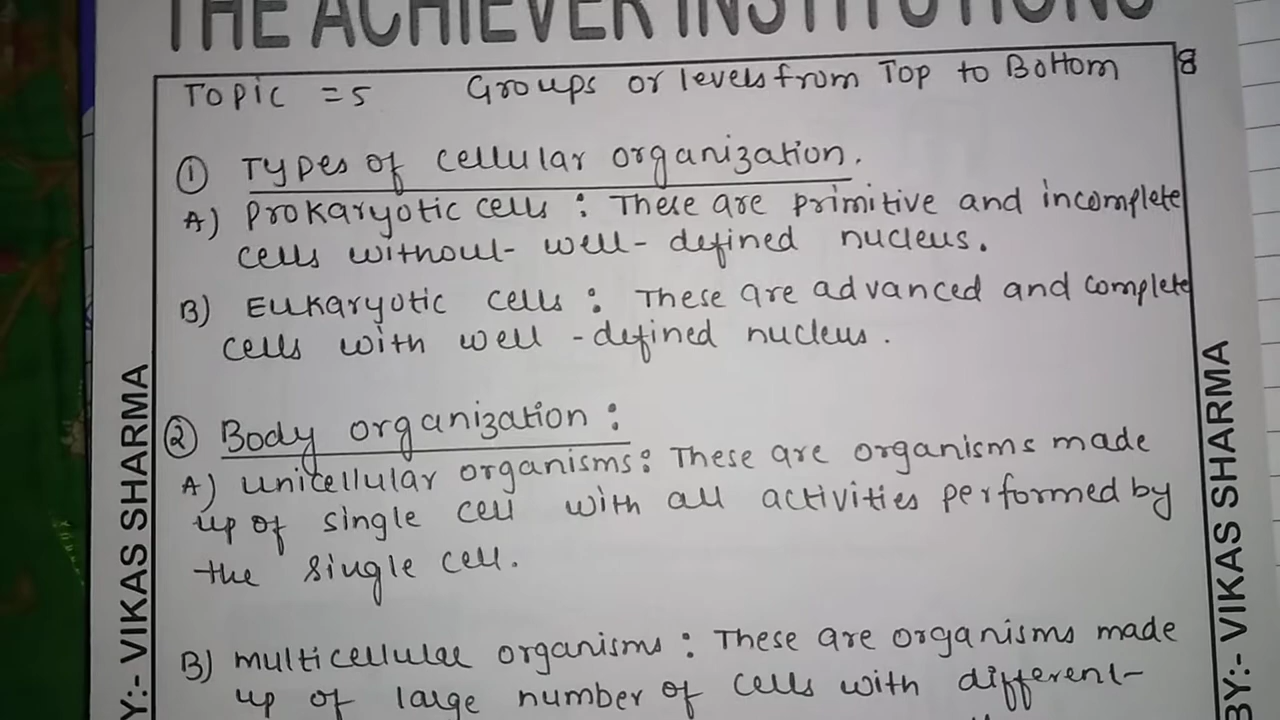 THE ACHIEVER INSTITUTIONS
8
Topic = 5 Groups or levels from Top to Bottom
① Types of cellular organization.
A) Prokaryotic cells : These are primitive and incomplete
cells without well-defined nucleus.
B) Eukaryotic cells : These are advanced and complete
cells with well-defined nucleus.
② Body organization :
A) unicellular organisms : These are organisms made
up of single cell with all activities performed by
the single cell.
B) multicellular organisms : These are organisms made
up of large number of cells with different
Y:- VIKAS SHARMA
BY:- VIKAS SHARMA